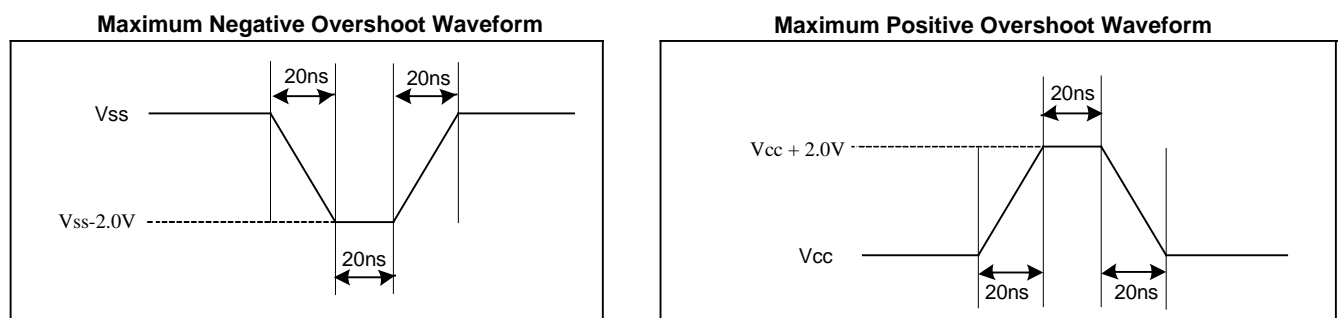 Maximum Negative Overshoot Waveform
20ns
20ns
Vss
Vss-2.0V
20ns
Maximum Positive Overshoot Waveform
20ns
Vcc + 2.0V
Vcc
20ns
20ns